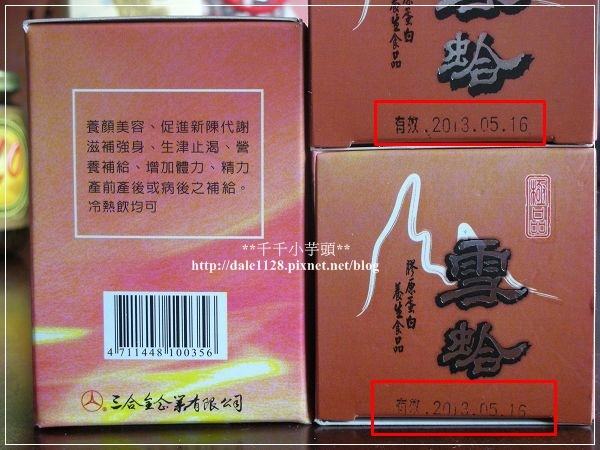 養顏美容、促進新陳代謝
滋補強身、生津止渴、營
養補給、增加體力、精力
產前產後或病後之補給。
冷熱飲均可
4 711448 100356
三合全企業有限公司
原蛋白
養生食品
雪蛤
有效.2013.05.16
極品
雪蛤
膠原蛋白
養生食品
有效.2013.05.16
**千千小芋頭**
http://dale1128.pixnet.net/blog